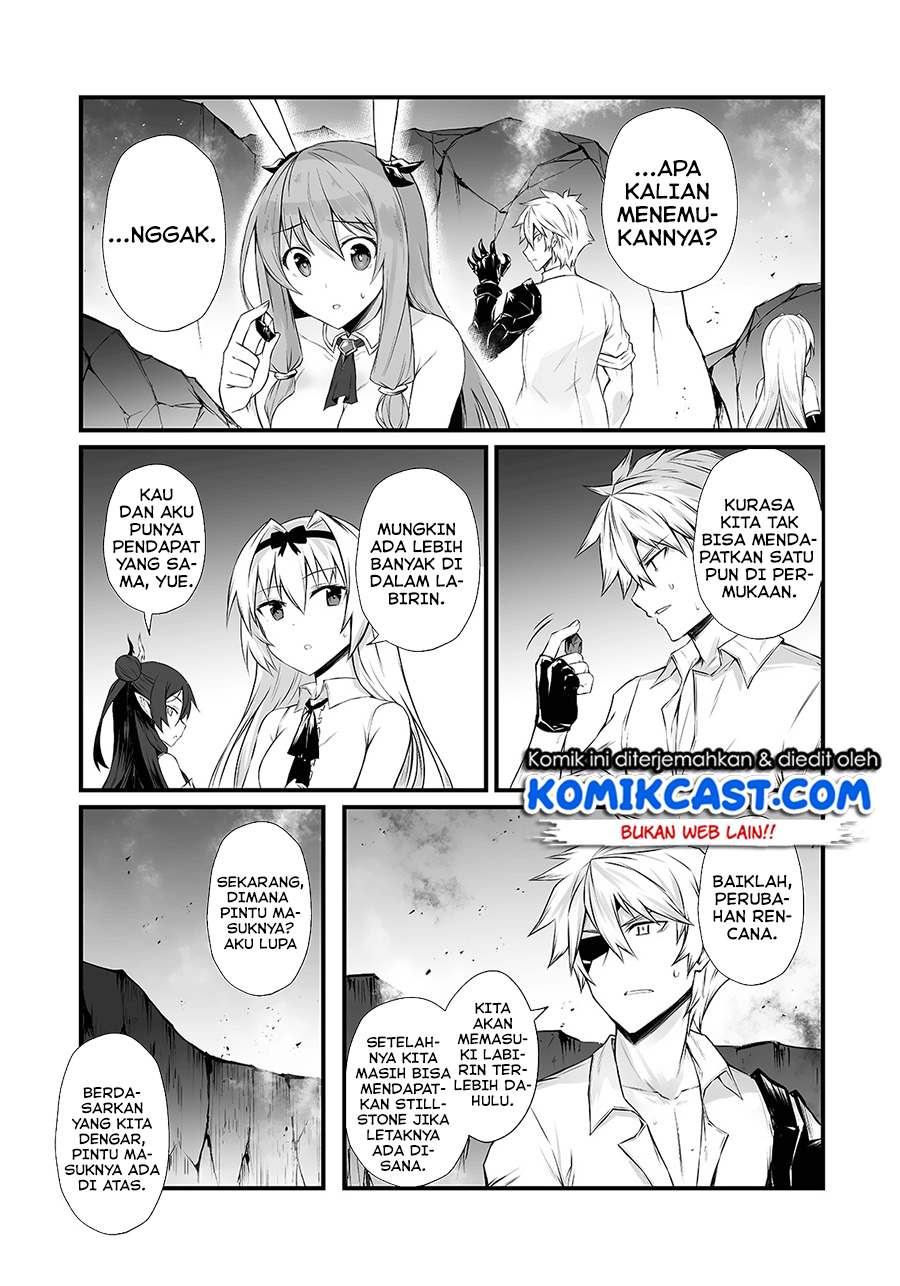 ...APA
KALIAN
MENEMU-
KANNYA?
...NGGAK.
KURASA
KITA TAK
BISA MENDA-
PATKAN SATU
PUN DI PER-
MUKAAN.
MUNGKIN
ADA LEBIH
BANYAK DI
DALAM LA-
BIRIN.
KAU
DAN AKU
PUNYA
PENDAPAT
YANG SA-
MA, YUE.
Komik ini diterjemahkan & diedit oleh
KOMIKCAST.COM
BUKAN WEB LAIN!!
BAIKLAH,
PERUBA-
HAN REN-
CANA.
KITA
AKAN
MEMASU-
KI LABI-
RIN TER-
LEBIH DA-
HULU.
SETELAH-
NYA KITA
MASIH BISA
MENDAPAT-
KAN STILL-
STONE JIKA
LETAKNYA
ADA DI-
SANA.
SEKARANG,
DIMANA
PINTU MA-
SUKNYA?
AKU LUPA
BERDA-
SARKAN
YANG KITA
DENGAR,
PINTU MA-
SUKNYA ADA
DI ATAS.